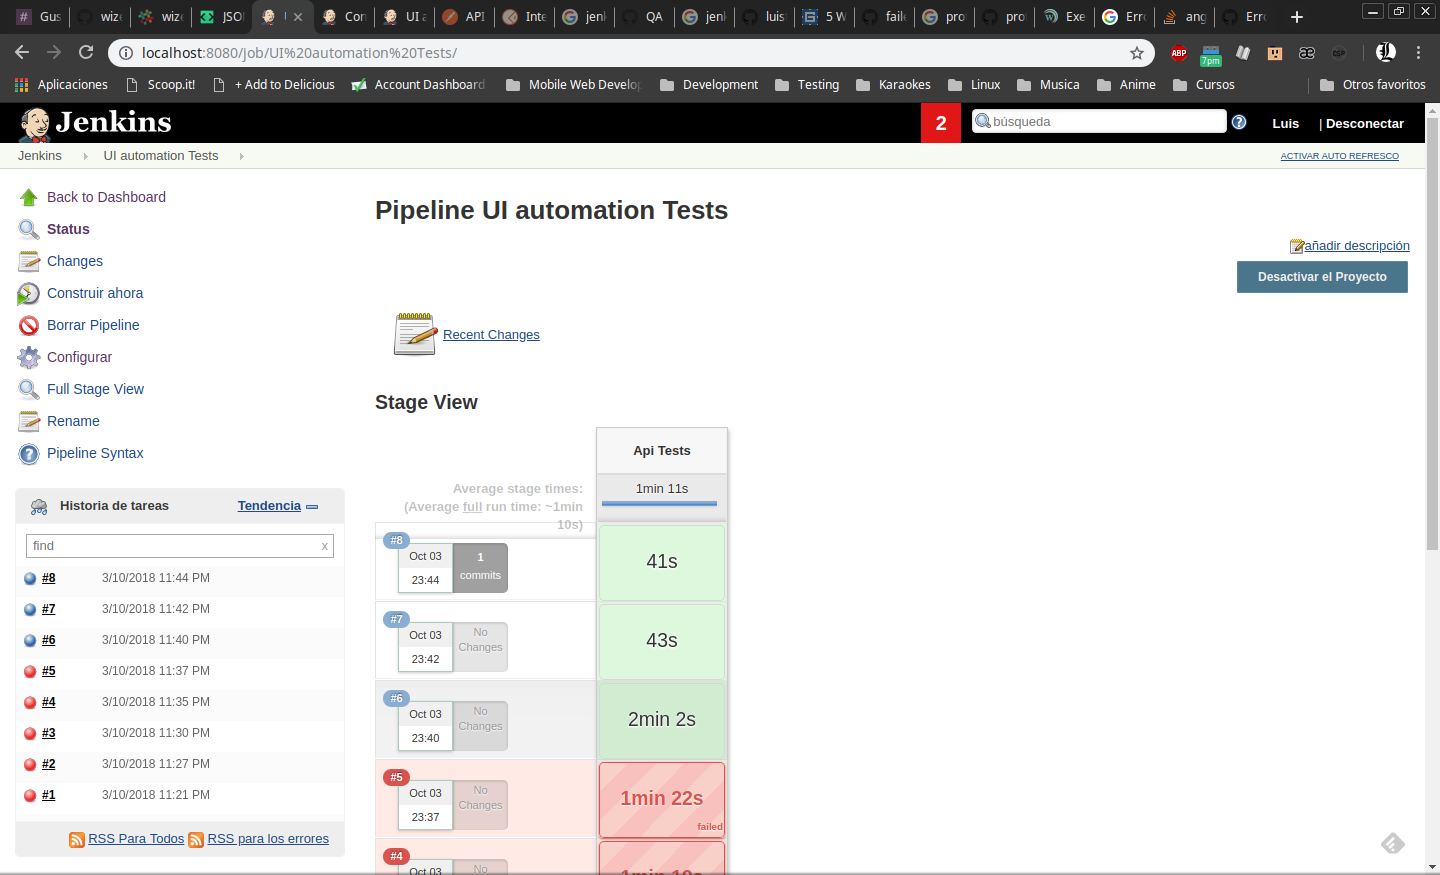 Gus
wize
wize
JSO
U
Con
UI a
API
Inte
jenk
QA
jenk
luis
5 W
faile
pro
pro
Exe
Erro
ang
Erro
localhost:8080/job/UI%20automation%20Tests/
ABP
7pm
æ
Aplicaciones
Scoop.it!
+ Add to Delicious
Account Dashboard
Mobile Web Develop
Development
Testing
Karaokes
Linux
Musica
Anime
Cursos
Otros favoritos
Jenkins
2
búsqueda
Luis
| Desconectar
Jenkins
UI automation Tests
ACTIVAR AUTO REFRESCO
Back to Dashboard
Status
Changes
Construir ahora
Borrar Pipeline
Configurar
Full Stage View
Rename
Pipeline Syntax
Historia de tareas
Tendencia
find
x
#8 3/10/2018 11:44 PM
#7 3/10/2018 11:42 PM
#6 3/10/2018 11:40 PM
#5 3/10/2018 11:37 PM
#4 3/10/2018 11:35 PM
#3 3/10/2018 11:30 PM
#2 3/10/2018 11:27 PM
#1 3/10/2018 11:21 PM
RSS Para Todos
RSS para los errores
Pipeline UI automation Tests
añadir descripción
Desactivar el Proyecto
Recent Changes
Stage View
Api Tests
Average stage times:
(Average full run time: ~1min
10s)
1min 11s
#8
Oct 03
23:44
1
commits
41s
#7
Oct 03
23:42
No
Changes
43s
#6
Oct 03
23:40
No
Changes
2min 2s
#5
Oct 03
23:37
No
Changes
1min 22s
failed
#4
Oct 03
No